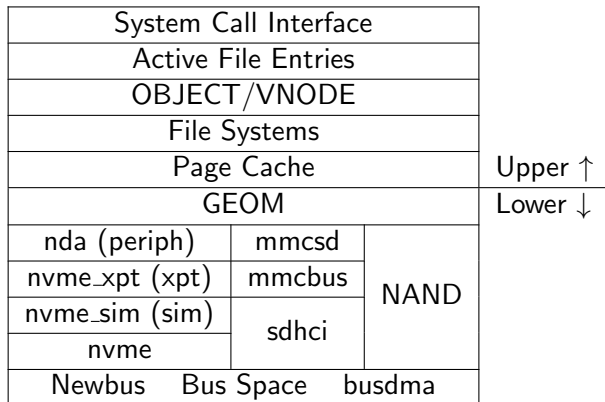 System Call Interface
Active File Entries
OBJECT/VNODE
File Systems
Page Cache Upper ↑
GEOM Lower ↓
nda (periph) mmcsd
nvme_xpt (xpt) mmcbus
NAND
nvme_sim (sim)
sdhci
nvme
Newbus Bus Space busdma